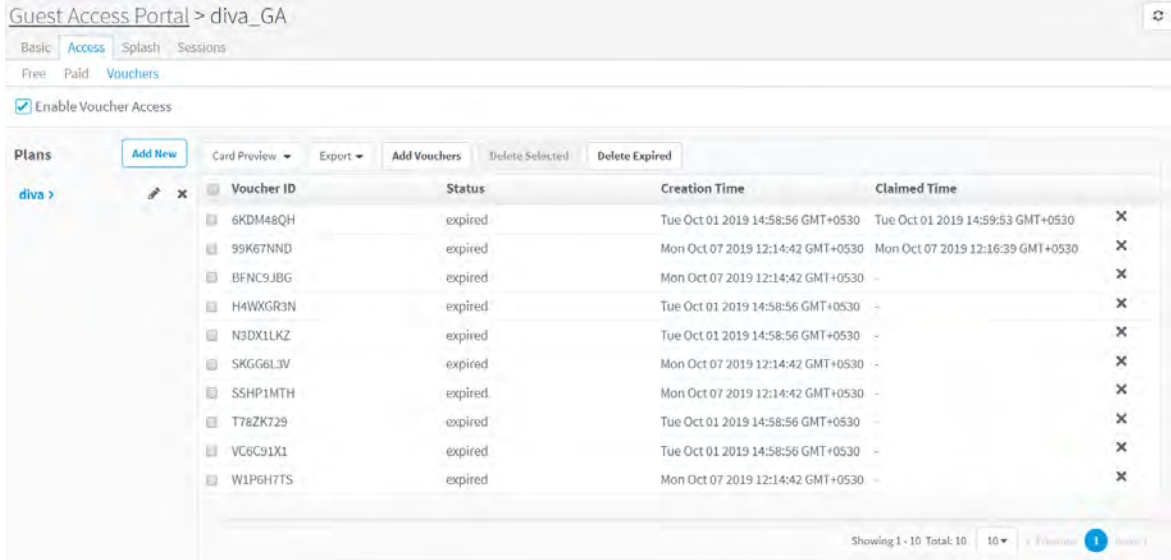 Guest Access Portal > diva_GA
Basic Access Splash Sessions
Free Paid Vouchers
Enable Voucher Access
Plans Add New Card Preview Export Add Vouchers Delete Selected Delete Expired
diva > Voucher ID Status Creation Time Claimed Time
6KDM48QH expired Tue Oct 01 2019 14:58:56 GMT+0530 Tue Oct 01 2019 14:59:53 GMT+0530
99K67NND expired Mon Oct 07 2019 12:14:42 GMT+0530 Mon Oct 07 2019 12:16:39 GMT+0530
BFNC9JBG expired Mon Oct 07 2019 12:14:42 GMT+0530 -
H4WXGR3N expired Tue Oct 01 2019 14:58:56 GMT+0530 -
N3DX1LKZ expired Tue Oct 01 2019 14:58:56 GMT+0530 -
SKGG6L3V expired Mon Oct 07 2019 12:14:42 GMT+0530 -
SSHP1MTH expired Mon Oct 07 2019 12:14:42 GMT+0530 -
T78ZK729 expired Tue Oct 01 2019 14:58:56 GMT+0530 -
VC6C91X1 expired Tue Oct 01 2019 14:58:56 GMT+0530 -
W1P6H7TS expired Mon Oct 07 2019 12:14:42 GMT+0530 -
Showing 1 - 10 Total: 10 10 1